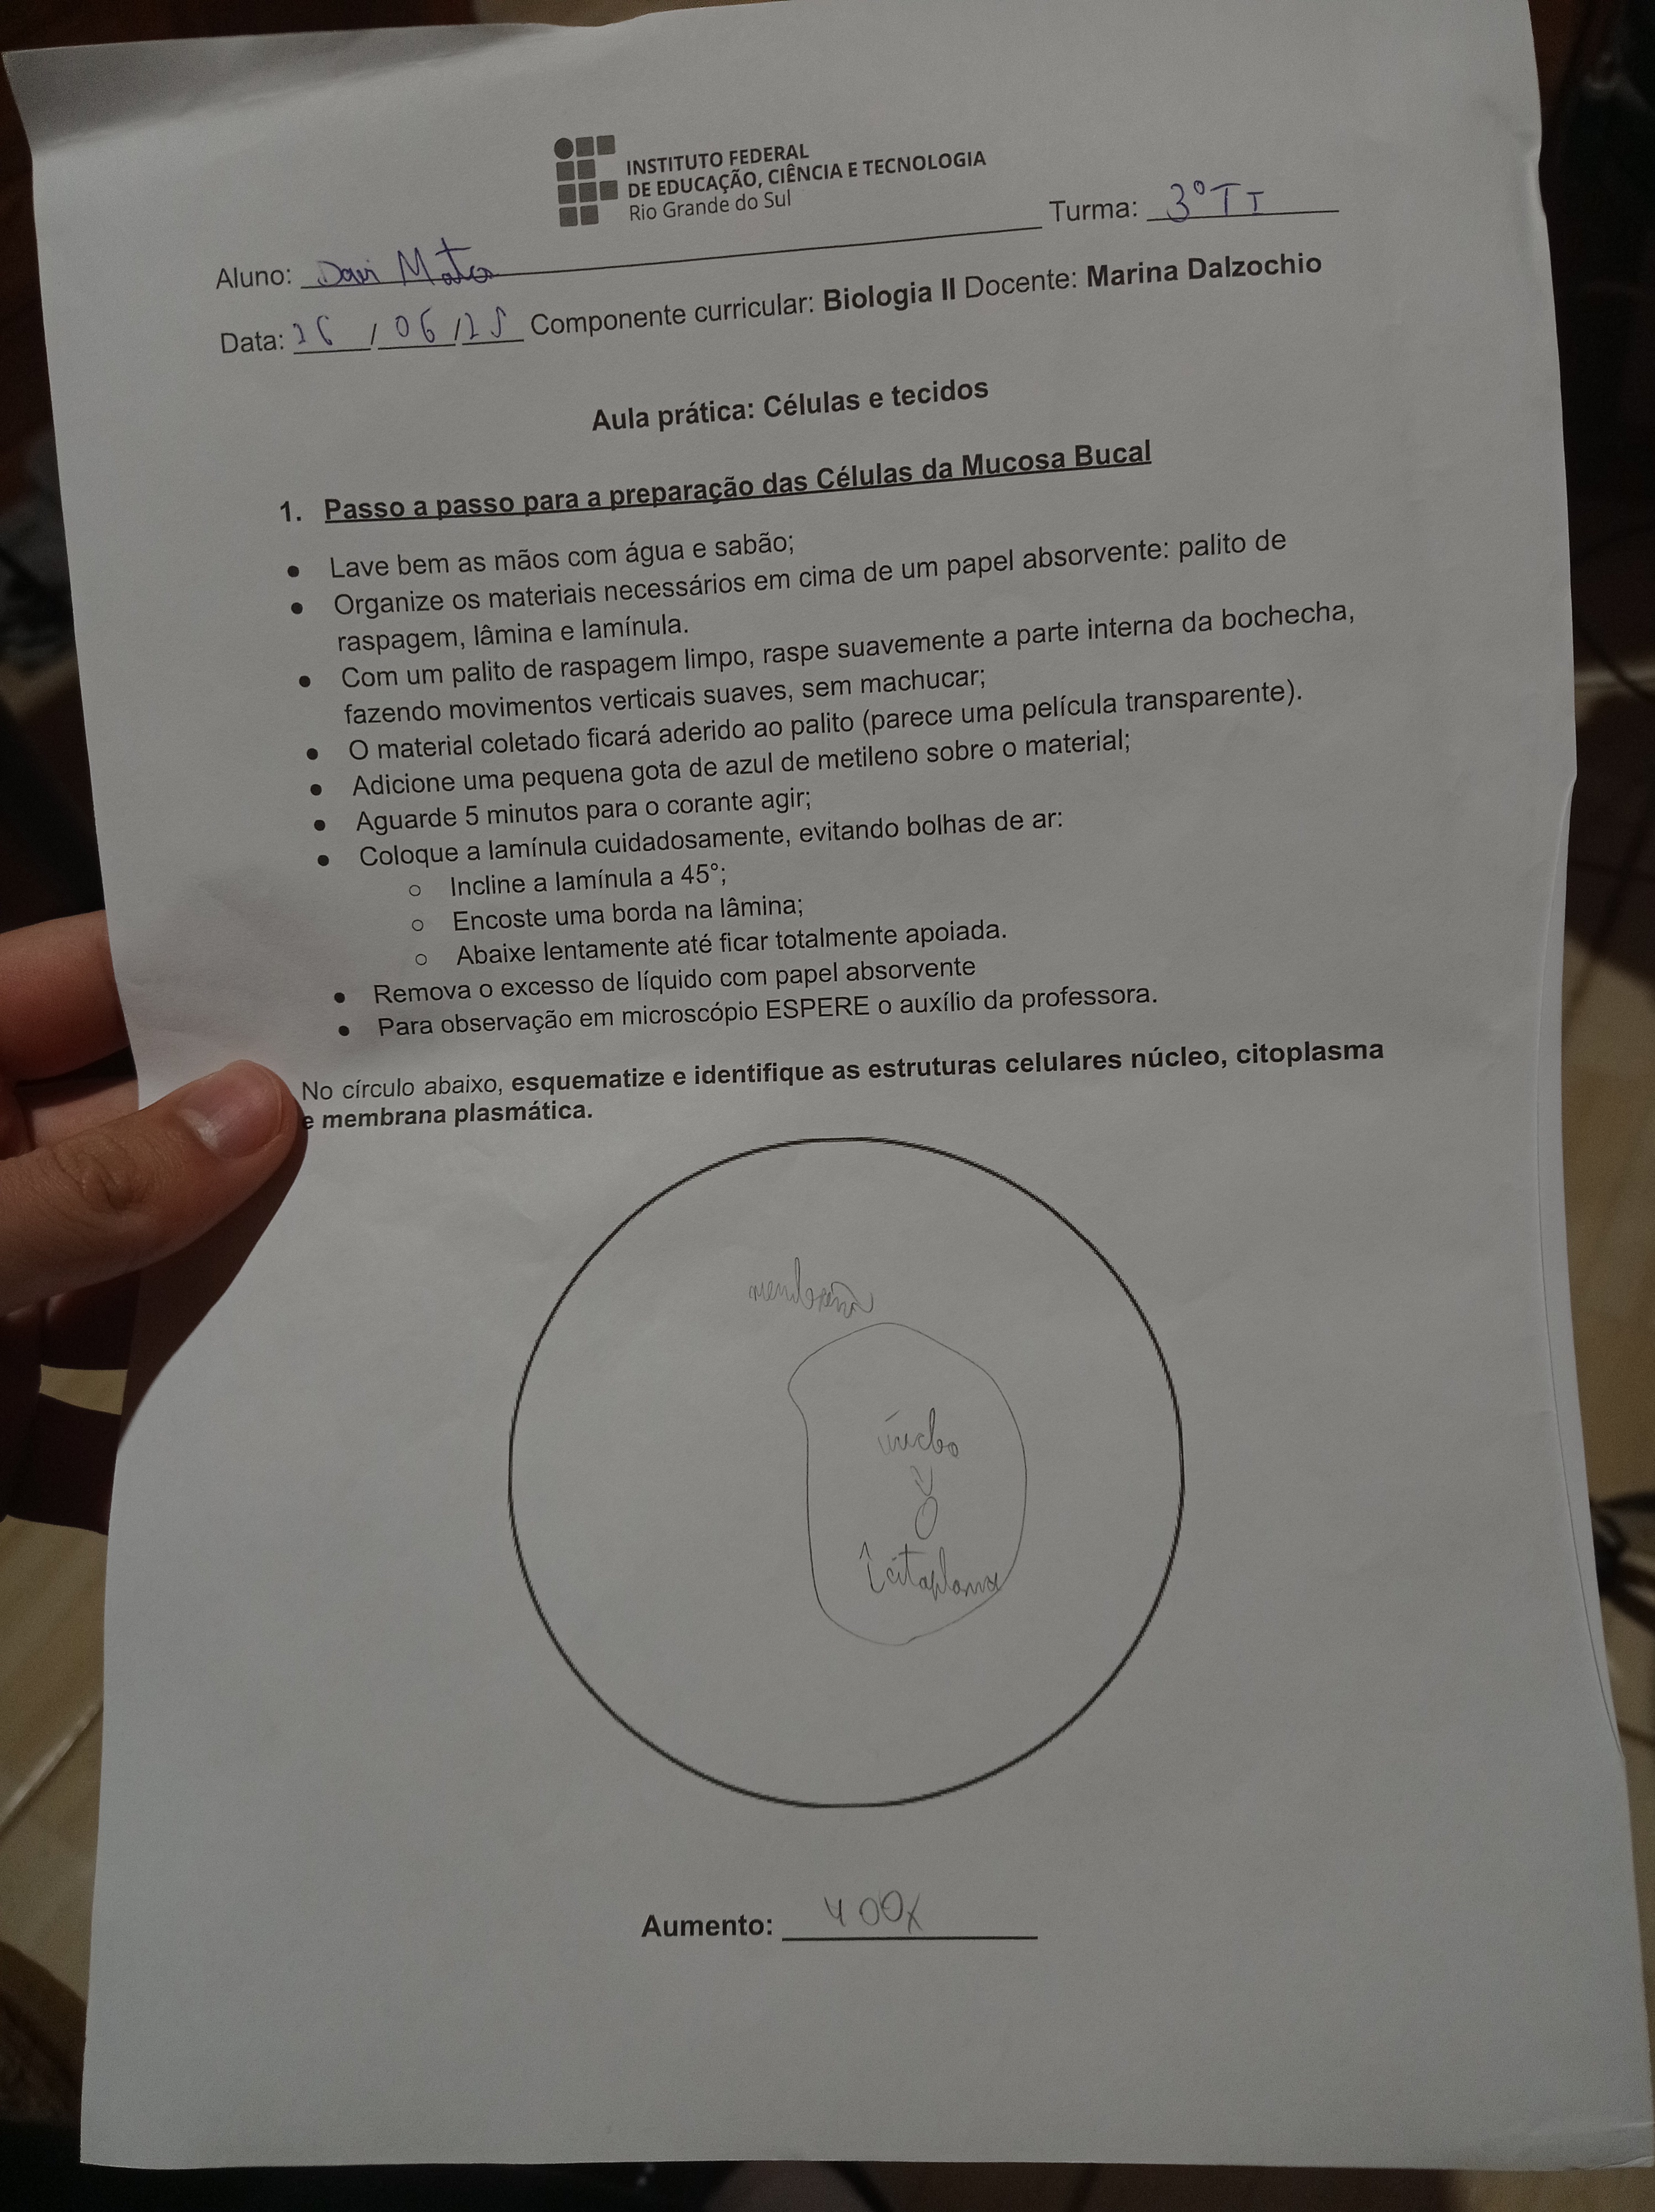 INSTITUTO FEDERAL
DE EDUCAÇÃO, CIÊNCIA E TECNOLOGIA
Rio Grande do Sul
Aluno: Davi Matos Turma: 3° TI
Data: 26 / 06 / 25 Componente curricular: Biologia II Docente: Marina Dalzochio
Aula prática: Células e tecidos
1. Passo a passo para a preparação das Células da Mucosa Bucal
● Lave bem as mãos com água e sabão;
● Organize os materiais necessários em cima de um papel absorvente: palito de
raspagem, lâmina e lamínula.
● Com um palito de raspagem limpo, raspe suavemente a parte interna da bochecha,
fazendo movimentos verticais suaves, sem machucar;
● O material coletado ficará aderido ao palito (parece uma película transparente).
● Adicione uma pequena gota de azul de metileno sobre o material;
● Aguarde 5 minutos para o corante agir;
● Coloque a lamínula cuidadosamente, evitando bolhas de ar:
○ Incline a lamínula a 45°;
○ Encoste uma borda na lâmina;
○ Abaixe lentamente até ficar totalmente apoiada.
● Remova o excesso de líquido com papel absorvente
● Para observação em microscópio ESPERE o auxílio da professora.
No círculo abaixo, esquematize e identifique as estruturas celulares núcleo, citoplasma
e membrana plasmática.
membrana
núcleo
citoplasma
Aumento: 400x